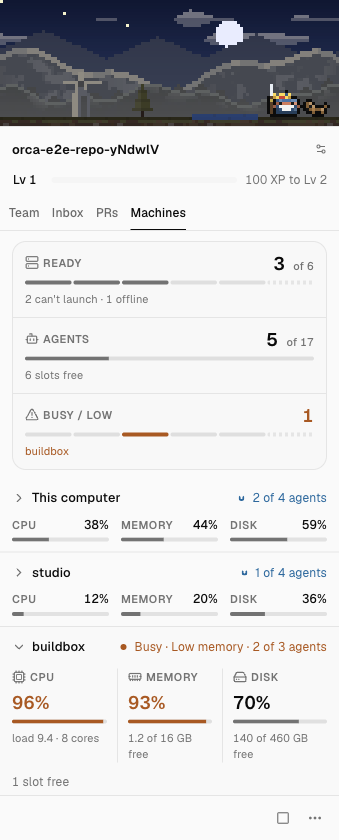 orca-e2e-repo-yNdwlV
Lv 1 100 XP to Lv 2
Team Inbox PRs Machines
READY 3 of 6
2 can't launch · 1 offline
AGENTS 5 of 17
6 slots free
BUSY / LOW 1
buildbox
This computer 2 of 4 agents
CPU 38% MEMORY 44% DISK 59%
studio 1 of 4 agents
CPU 12% MEMORY 20% DISK 36%
buildbox Busy · Low memory · 2 of 3 agents
CPU MEMORY DISK
96% 93% 70%
load 9.4 · 8 cores 1.2 of 16 GB free 140 of 460 GB free
1 slot free